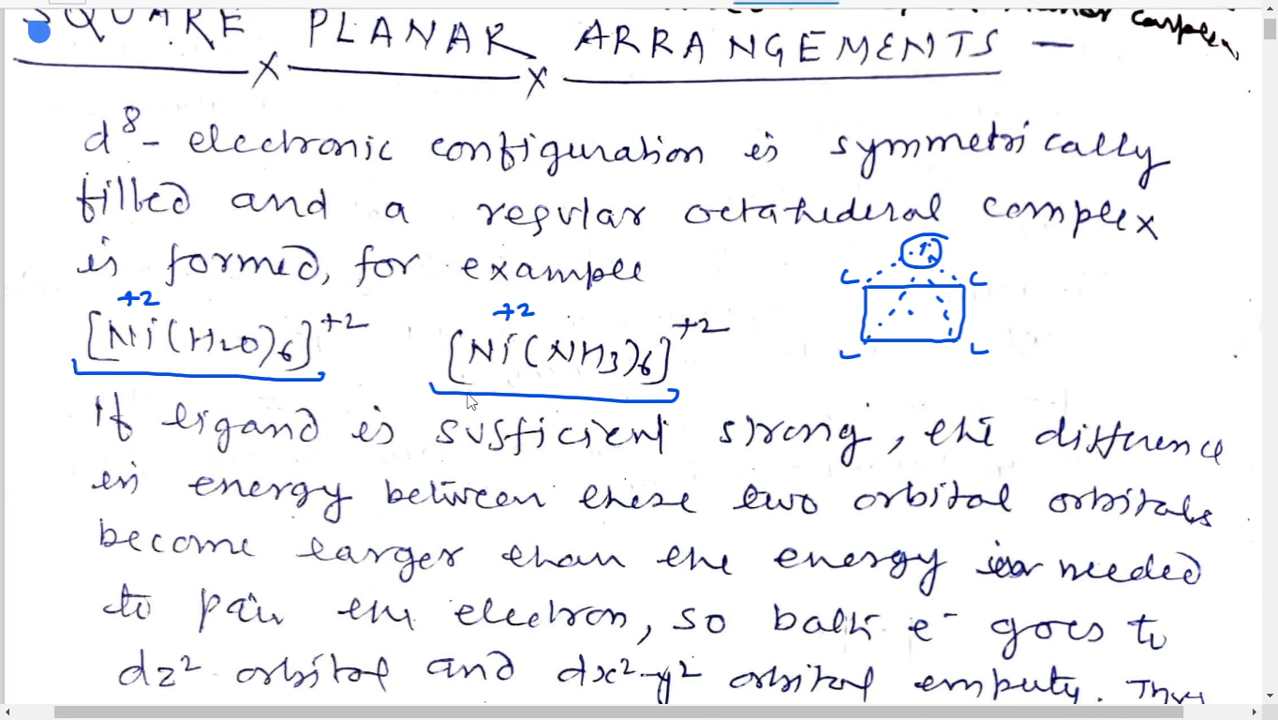 SQUARE PLANAR ARRANGEMENTS -
d⁸- electronic configuration is symmetrically
filled and a regular octahederal complex
is formed, for example
+2 +2
[Ni(H2O)6]⁺² [Ni(NH3)6]⁺²
L L
L L
If ligand is sufficient strong, the difference
in energy between these two orbital orbitals
become larger than the energy needed
to pair the electron, so both e⁻ goes to
dz² orbital and dx²-y² orbital emputy. Thus